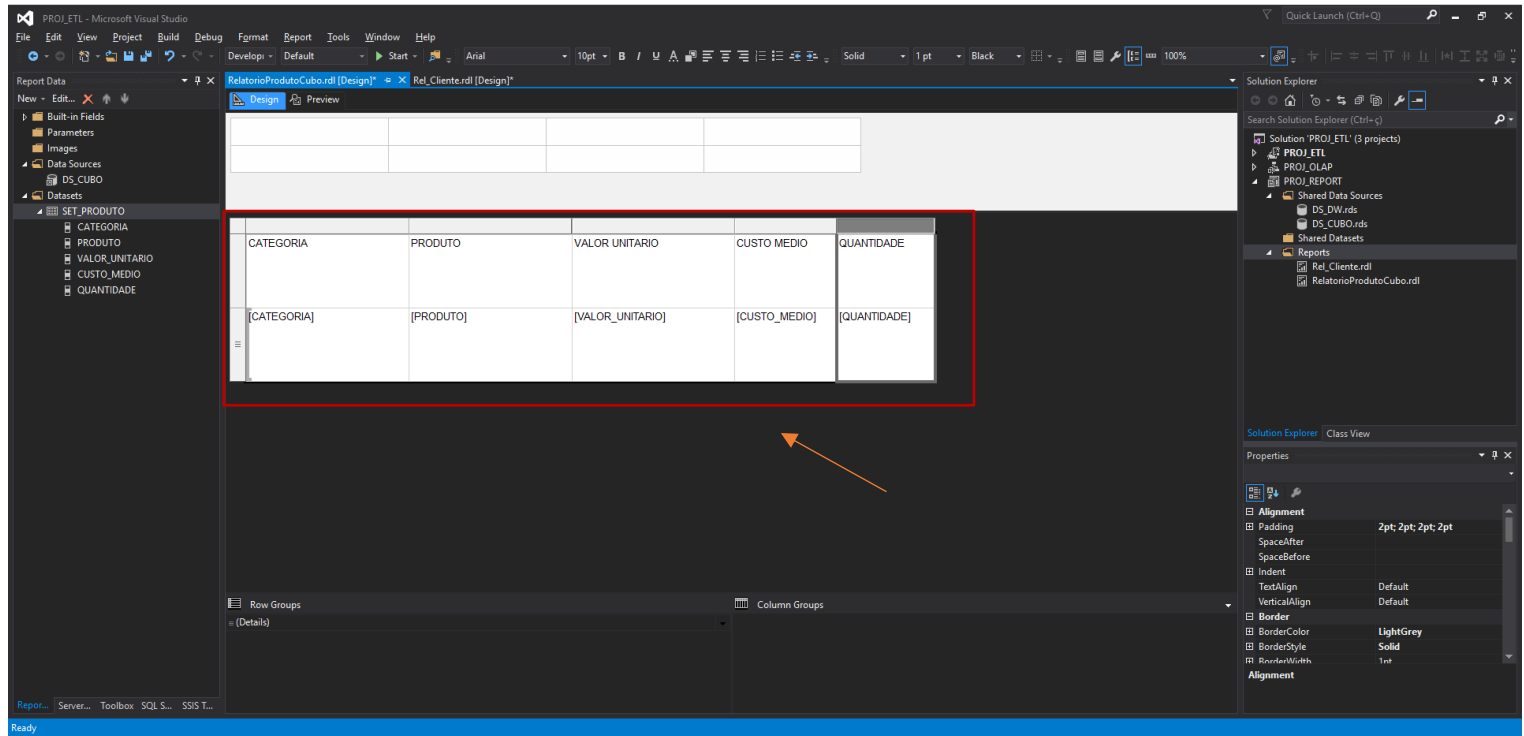 PROJ_ETL - Microsoft Visual Studio
Quick Launch (Ctrl+Q)
File Edit View Project Build Debug Format Report Tools Window Help
Developi Default Start Arial 10pt B I U A Solid 1 pt Black 100%
Report Data
New Edit...
Built-in Fields
Parameters
Images
Data Sources
DS_CUBO
Datasets
SET_PRODUTO
CATEGORIA
PRODUTO
VALOR_UNITARIO
CUSTO_MEDIO
QUANTIDADE
Repor... Server... Toolbox SQL S... SSIS T...
RelatorioProdutoCubo.rdl [Design]* Rel_Cliente.rdl [Design]*
Design Preview
CATEGORIA PRODUTO VALOR UNITARIO CUSTO MEDIO QUANTIDADE
[CATEGORIA] [PRODUTO] [VALOR_UNITARIO] [CUSTO_MEDIO] [QUANTIDADE]
Row Groups Column Groups
(Details)
Solution Explorer
Search Solution Explorer (Ctrl+ç)
Solution 'PROJ_ETL' (3 projects)
PROJ_ETL
PROJ_OLAP
PROJ_REPORT
Shared Data Sources
DS_DW.rds
DS_CUBO.rds
Shared Datasets
Reports
Rel_Cliente.rdl
RelatorioProdutoCubo.rdl
Solution Explorer Class View
Properties
Alignment
Padding 2pt; 2pt; 2pt; 2pt
SpaceAfter
SpaceBefore
Indent
TextAlign Default
VerticalAlign Default
Border
BorderColor LightGrey
BorderStyle Solid
BorderWidth 1pt
Alignment
Ready